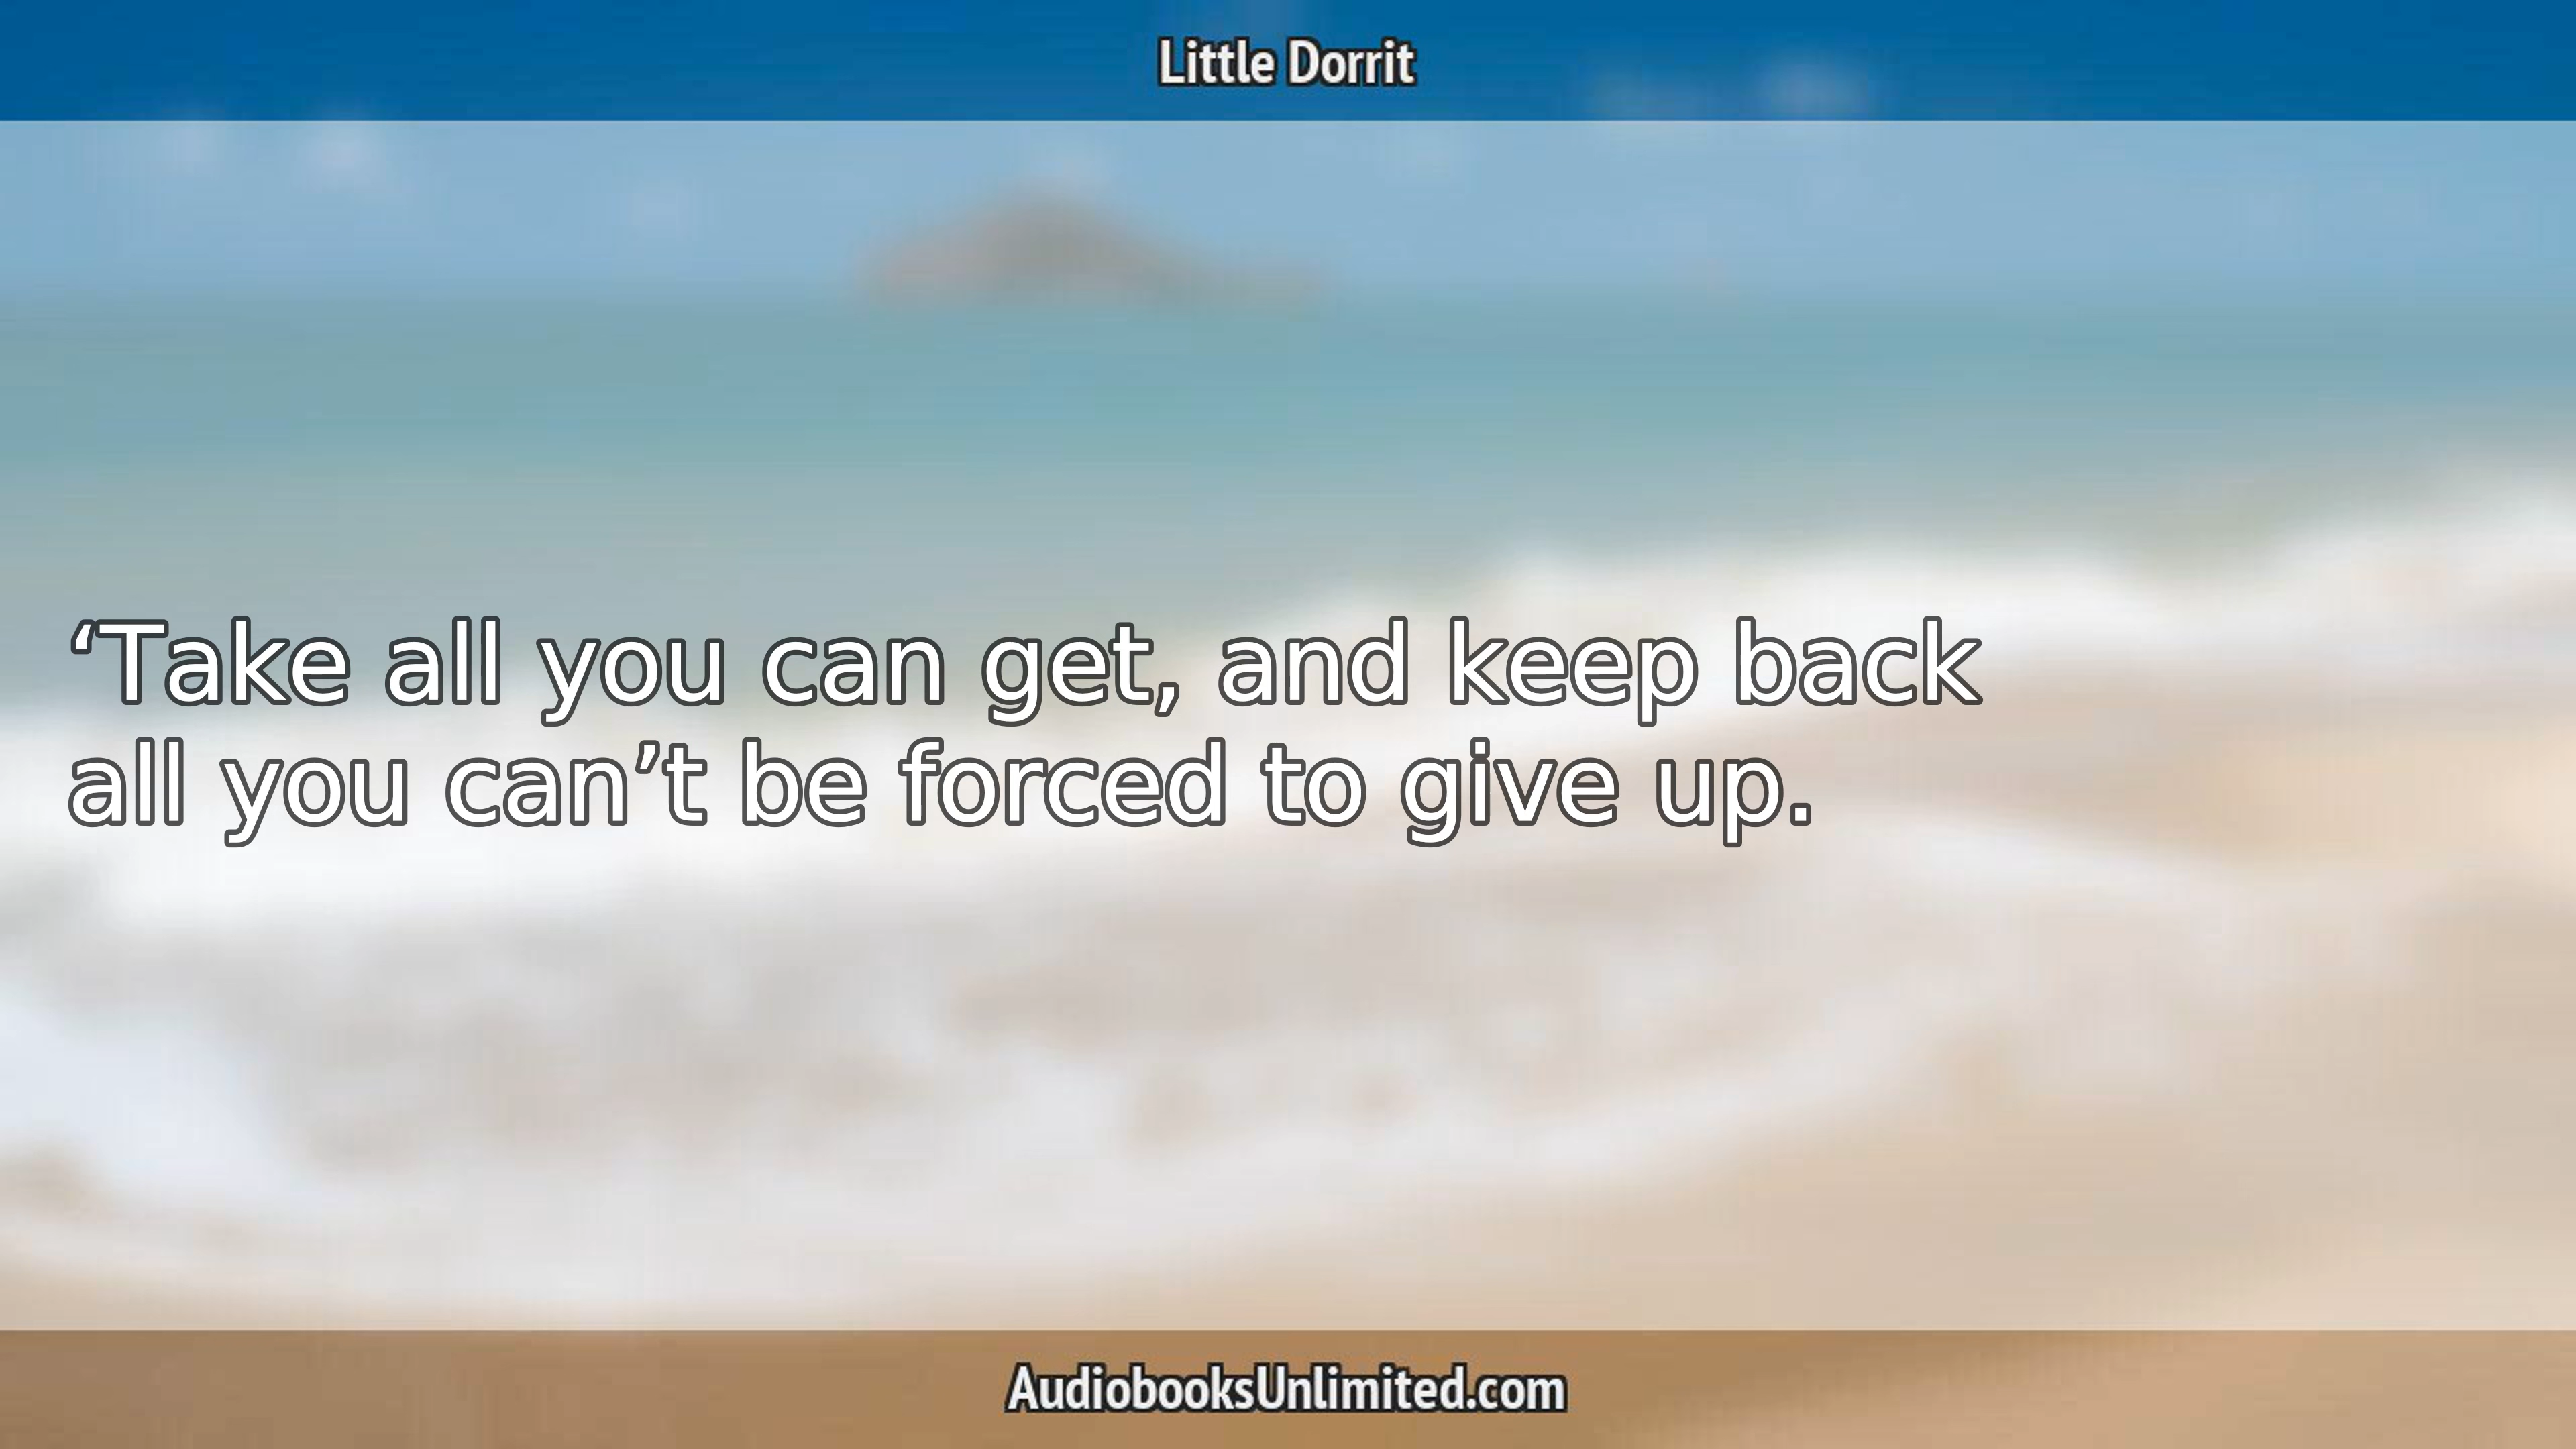 Little Dorrit
‘Take all you can get, and keep back
all you can’t be forced to give up.
AudiobooksUnlimited.com